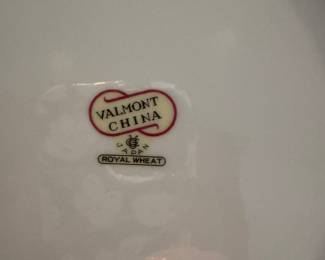 VALMONT
CHINA
JAPAN
ROYAL WHEAT